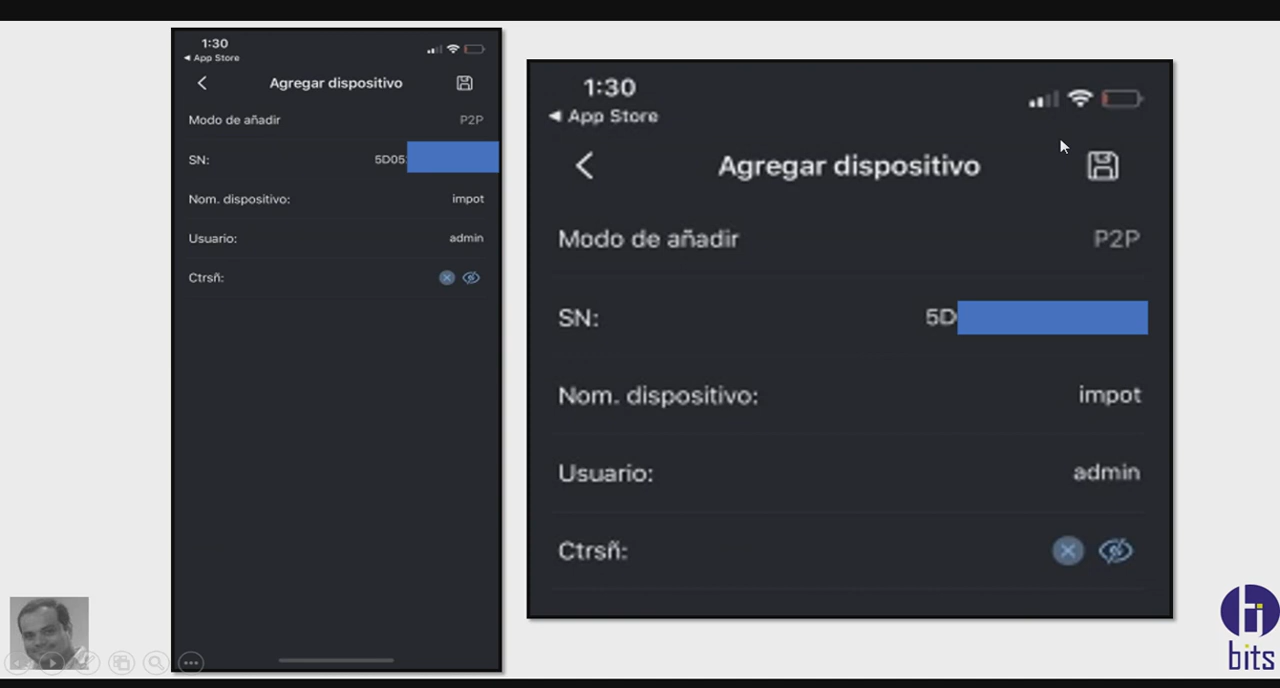 1:30
App Store
Agregar dispositivo
Modo de añadir P2P
SN: 5D05
Nom. dispositivo: impot
Usuario: admin
Ctrsñ:
1:30
App Store
Agregar dispositivo
Modo de añadir P2P
SN: 5D
Nom. dispositivo: impot
Usuario: admin
Ctrsñ:
bits